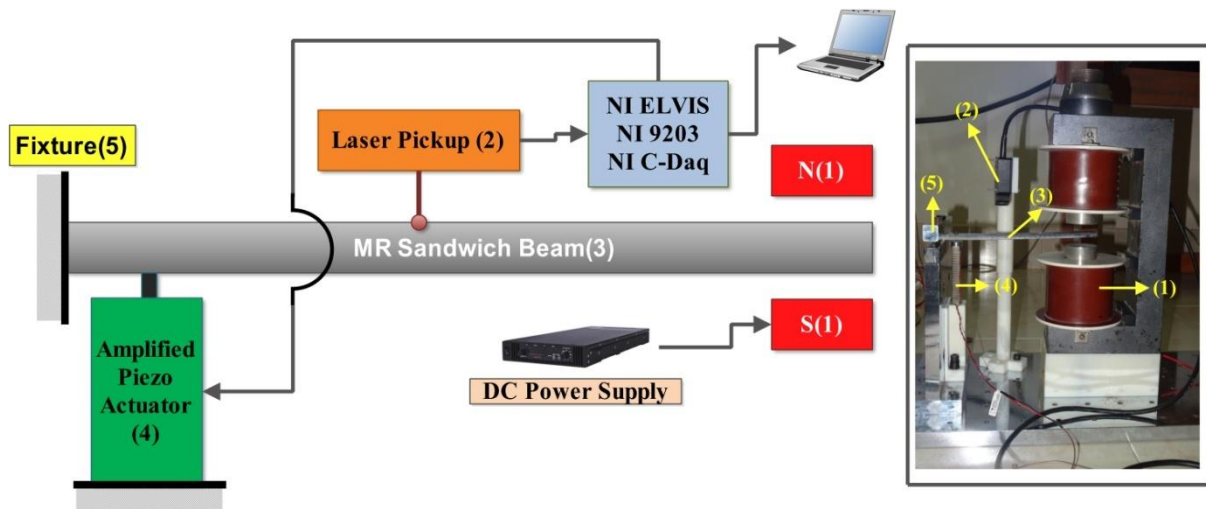 Fixture(5)
Laser Pickup (2)
NI ELVIS
NI 9203
NI C-Daq
N(1)
MR Sandwich Beam(3)
Amplified
Piezo
Actuator
(4)
S(1)
DC Power Supply
(2)
(5)
(3)
(4)
(1)